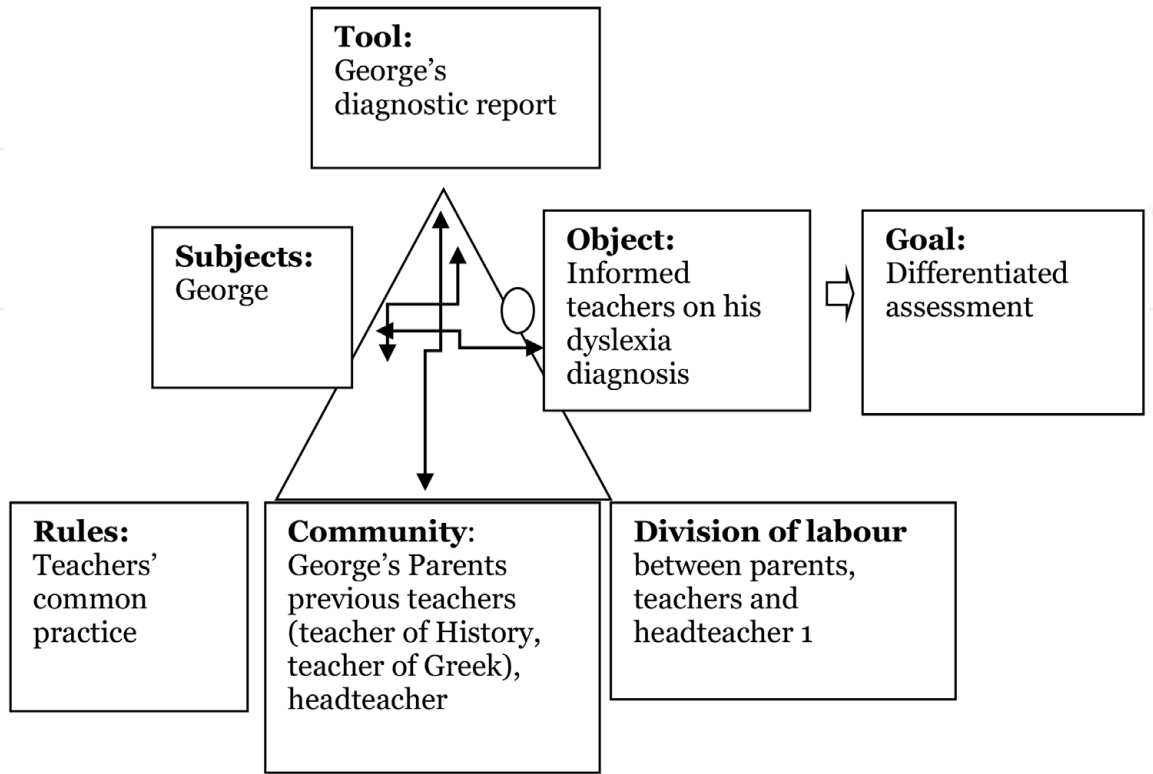 Tool:
George’s
diagnostic report
Subjects:
George
Object:
Informed
teachers on his
dyslexia
diagnosis
Goal:
Differentiated
assessment
Rules:
Teachers’
common
practice
Community:
George’s Parents
previous teachers
(teacher of History,
teacher of Greek),
headteacher
Division of labour
between parents,
teachers and
headteacher 1